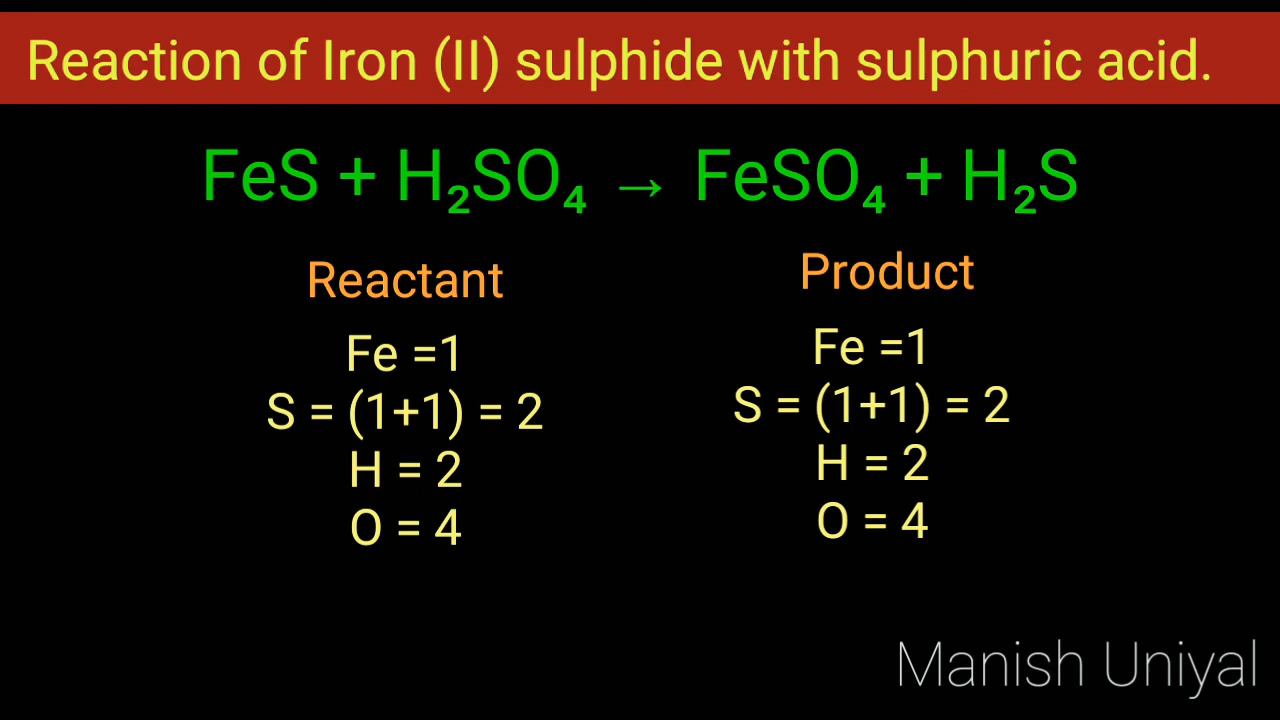 Reaction of Iron (II) sulphide with sulphuric acid.
FeS + H₂SO₄ → FeSO₄ + H₂S
Reactant
Fe =1
S = (1+1) = 2
H = 2
O = 4
Product
Fe =1
S = (1+1) = 2
H = 2
O = 4
Manish Uniyal